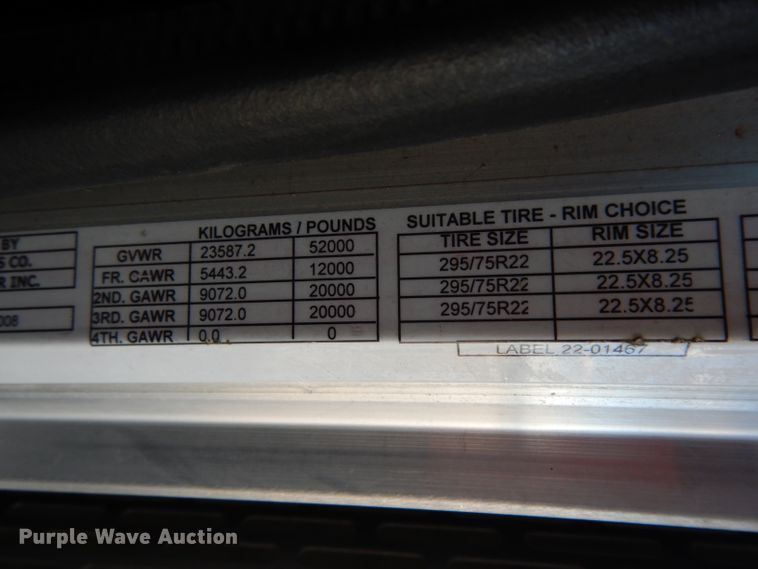 BY
S CO.
R INC.
008
KILOGRAMS / POUNDS
GVWR 23587.2 52000
FR. GAWR 5443.2 12000
2ND. GAWR 9072.0 20000
3RD. GAWR 9072.0 20000
4TH. GAWR 0.0 0
SUITABLE TIRE - RIM CHOICE
TIRE SIZE RIM SIZE
295/75R22 22.5X8.25
295/75R22 22.5X8.25
295/75R22 22.5X8.25
LABEL 22-01467
Purple Wave Auction